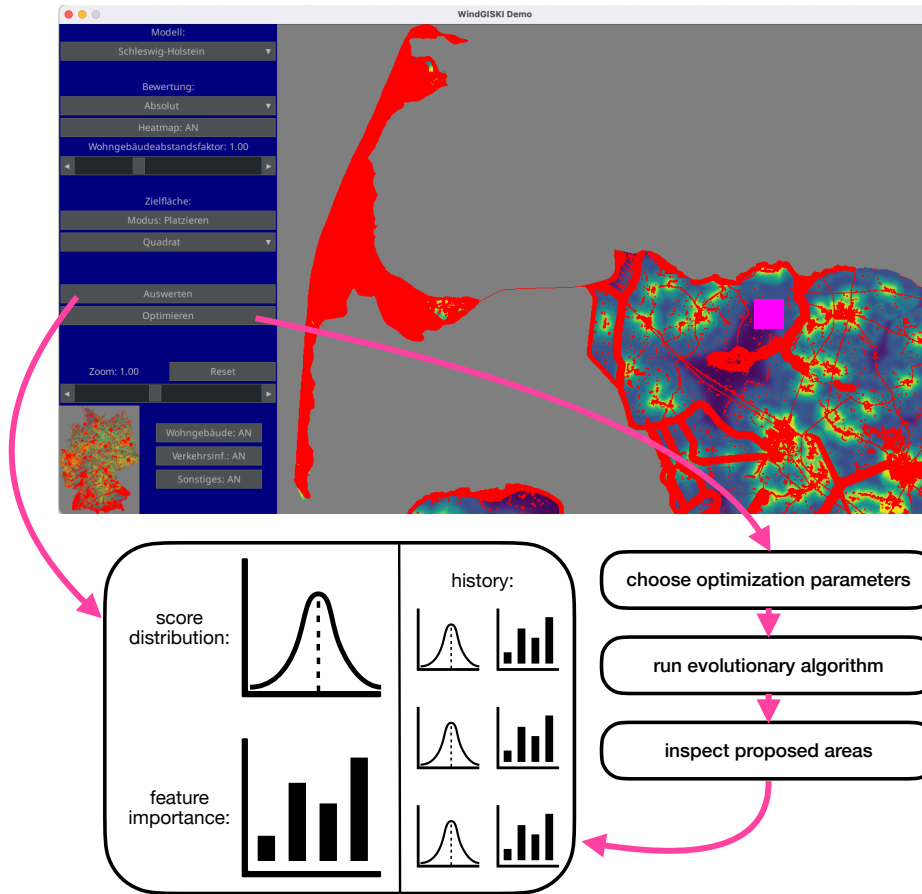 WindGISKI Demo
Modell:
Schleswig-Holstein
Bewertung:
Absolut
Heatmap: AN
Wohngebäudeabstandsfaktor: 1.00
Zielfläche:
Modus: Platzieren
Quadrat
Auswerten
Optimieren
Zoom: 1.00
Reset
Wohngebäude: AN
Verkehrsinf.: AN
Sonstiges: AN
score
distribution:
feature
importance:
history:
choose optimization parameters
run evolutionary algorithm
inspect proposed areas